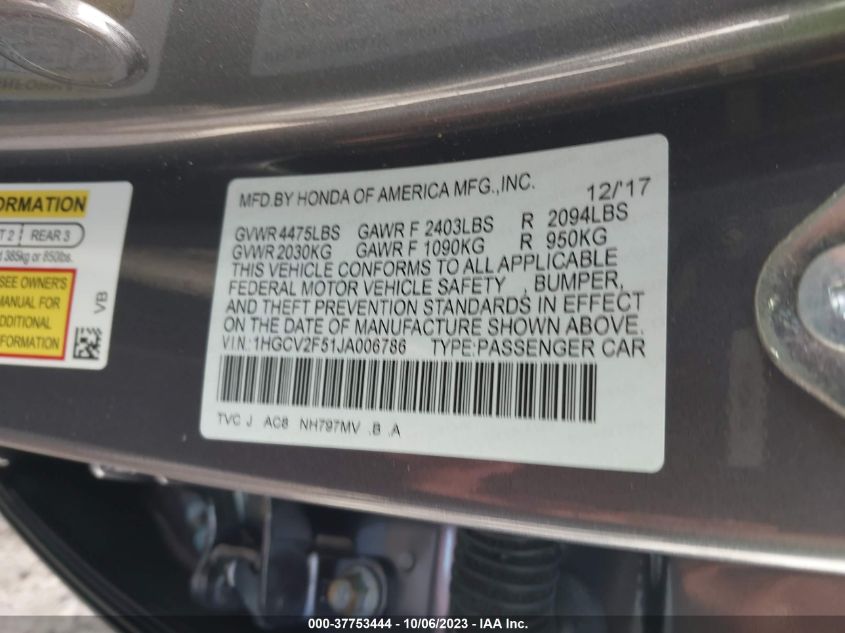 MFD.BY HONDA OF AMERICA MFG.,INC. 12/'17
GVWR 4475LBS GAWR F 2403LBS R 2094LBS
GVWR 2030KG GAWR F 1090KG R 950KG
THIS VEHICLE CONFORMS TO ALL APPLICABLE
FEDERAL MOTOR VEHICLE SAFETY , BUMPER,
AND THEFT PREVENTION STANDARDS IN EFFECT
ON THE DATE OF MANUFACTURE SHOWN ABOVE.
VIN:1HGCV2F51JA006786 TYPE:PASSENGER CAR
TVC J AC8 NH797MV .B .A
ORMATION
T 2 REAR 3
d 385kg or 850lbs.
SEE OWNER'S
MANUAL FOR
DDITIONAL
FORMATION
VB
000-37753444 - 10/06/2023 - IAA Inc.